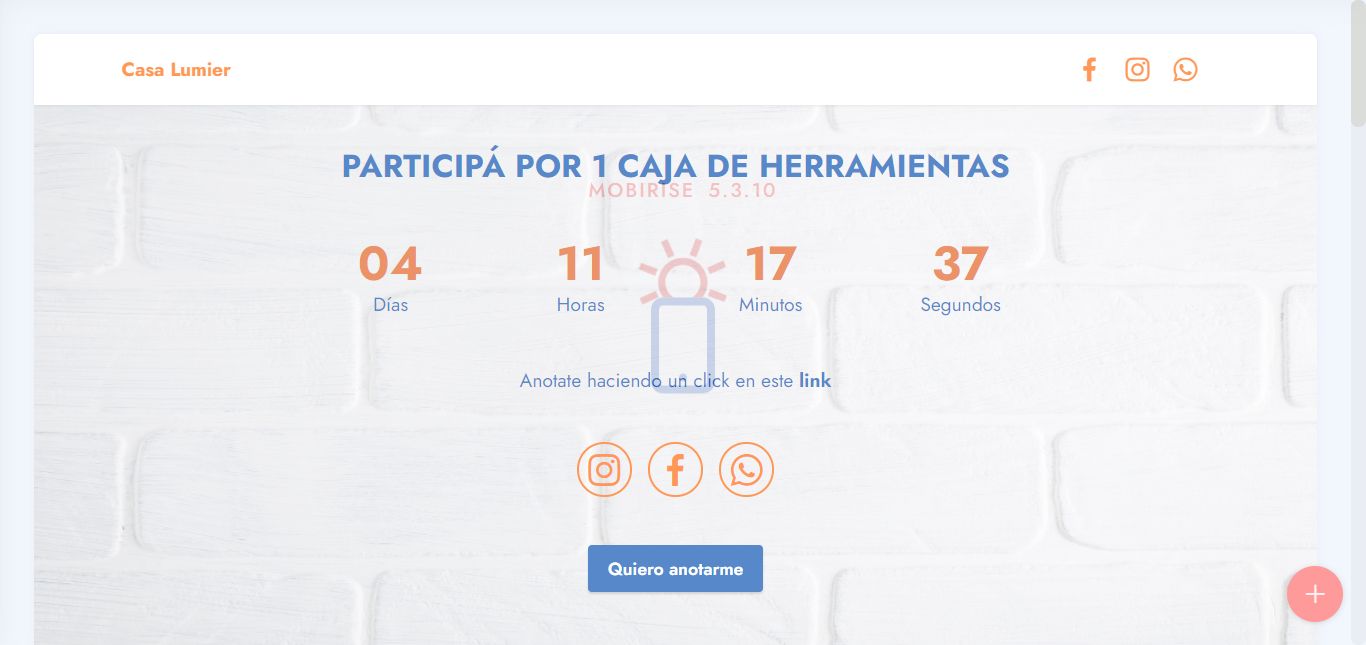 Casa Lumier
PARTICIPÁ POR 1 CAJA DE HERRAMIENTAS
MOBIRISE 5.3.10
04 11 17 37
Días Horas Minutos Segundos
Anotate haciendo un click en este link
Quiero anotarme